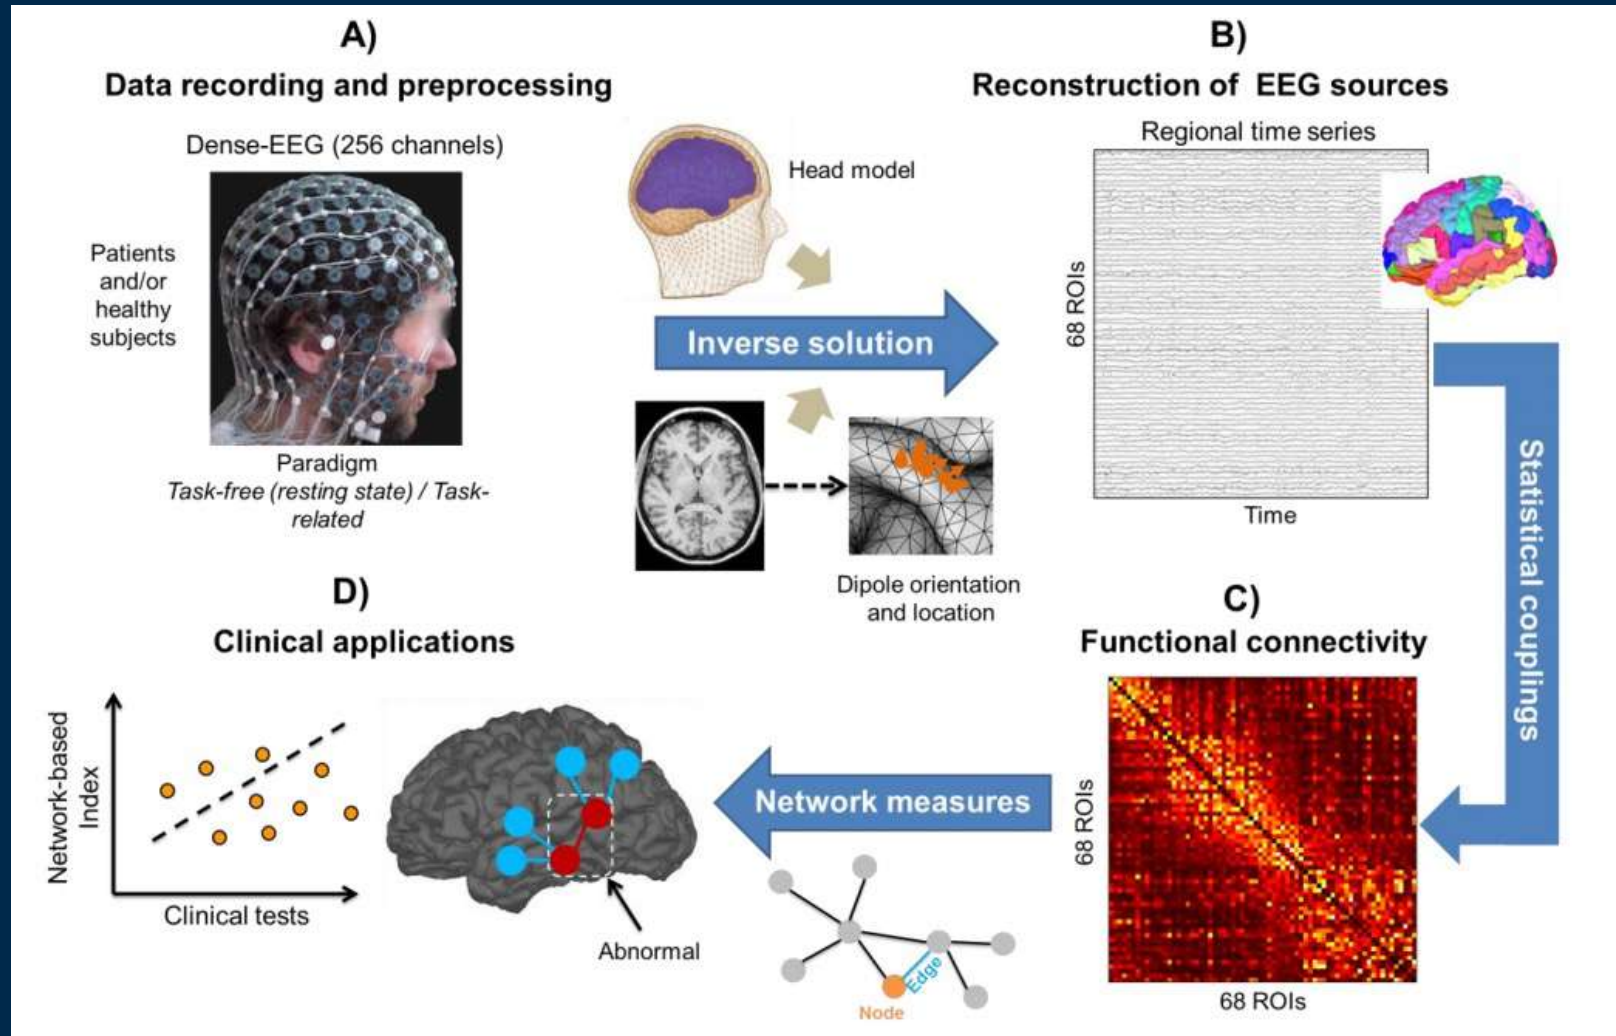 A)
Data recording and preprocessing
Dense-EEG (256 channels)
Patients
and/or
healthy
subjects
Paradigm
Task-free (resting state) / Task-
related
Head model
Inverse solution
Dipole orientation
and location
B)
Reconstruction of EEG sources
Regional time series
68 ROIs
Time
Statistical couplings
C)
Functional connectivity
68 ROIs
68 ROIs
Network measures
Edge
Node
D)
Clinical applications
Network-based
Index
Clinical tests
Abnormal